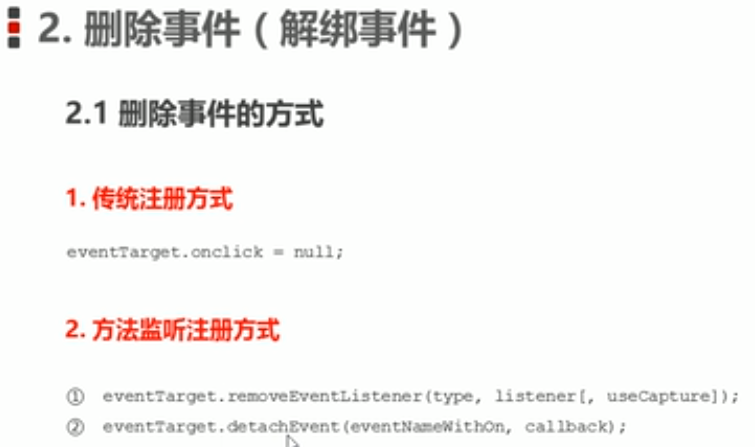 2. 删除事件（解绑事件）
2.1 删除事件的方式
1. 传统注册方式
eventTarget.onclick = null;
2. 方法监听注册方式
① eventTarget.removeEventListener(type, listener[, useCapture]);
② eventTarget.detachEvent(eventNameWithOn, callback);